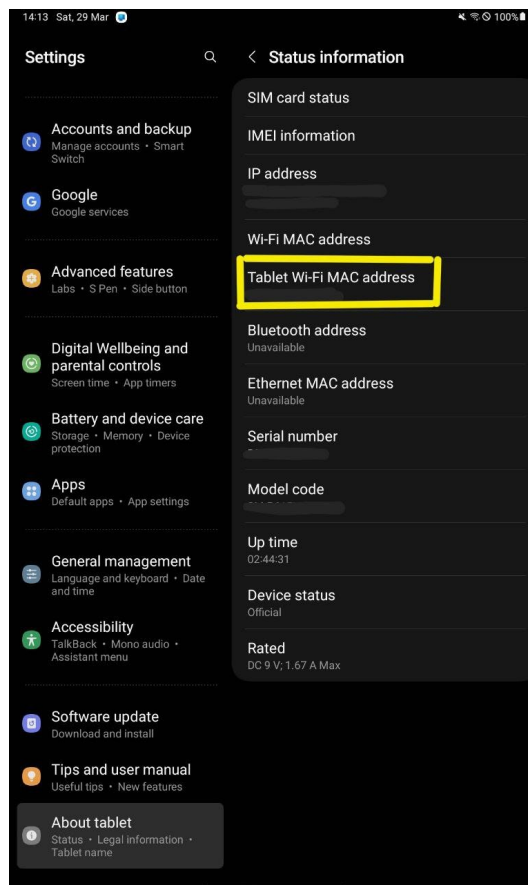 14:13 Sat, 29 Mar
100%
Settings
Accounts and backup
Manage accounts • Smart
Switch
Google
Google services
Advanced features
Labs • S Pen • Side button
Digital Wellbeing and
parental controls
Screen time • App timers
Battery and device care
Storage • Memory • Device
protection
Apps
Default apps • App settings
General management
Language and keyboard • Date
and time
Accessibility
TalkBack • Mono audio •
Assistant menu
Software update
Download and install
Tips and user manual
Useful tips • New features
About tablet
Status • Legal information •
Tablet name
Status information
SIM card status
IMEI information
IP address
Wi-Fi MAC address
Tablet Wi-Fi MAC address
Bluetooth address
Unavailable
Ethernet MAC address
Unavailable
Serial number
Model code
Up time
02:44:31
Device status
Official
Rated
DC 9 V; 1.67 A Max